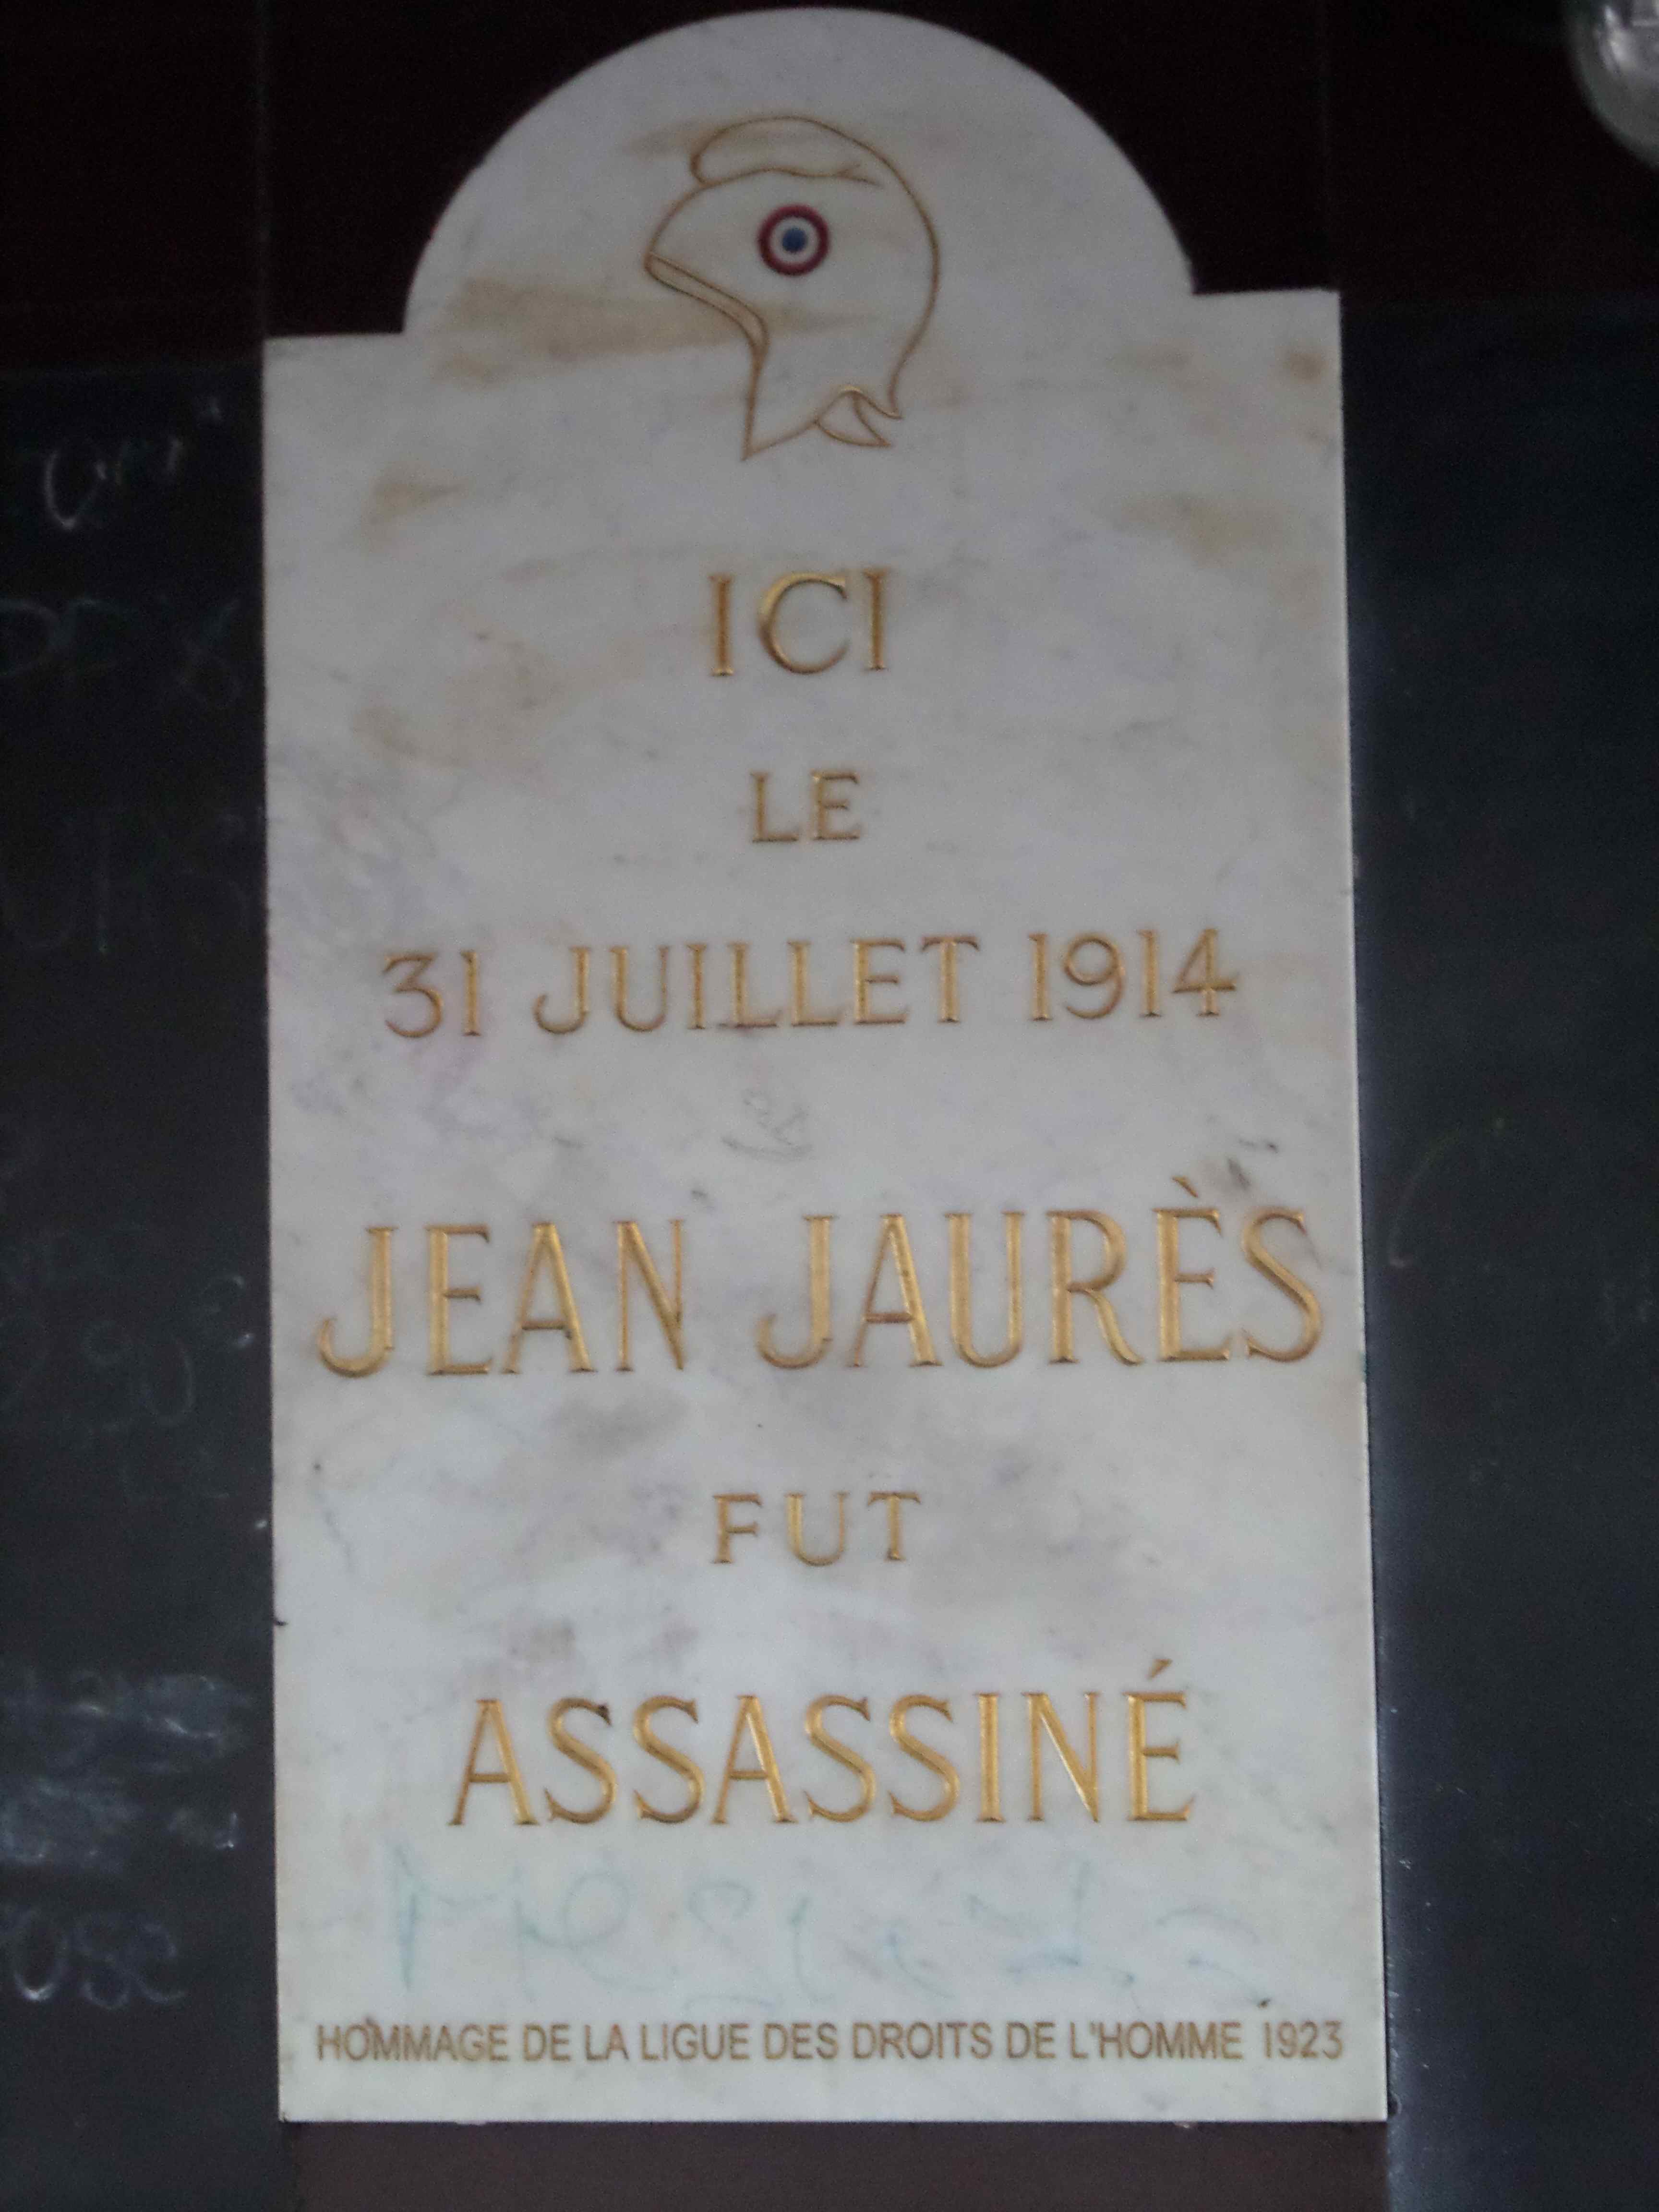 ICI
LE
31 JUILLET 1914
JEAN JAURÈS
FUT
ASSASSINÉ
HOMMAGE DE LA LIGUE DES DROITS DE L'HOMME 1923